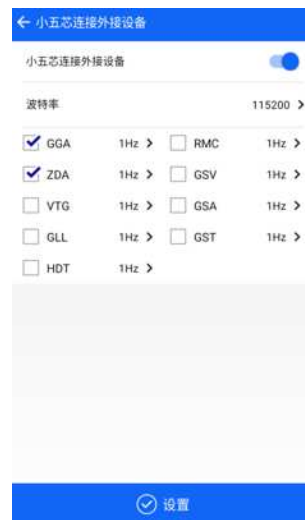 小五芯连接外接设备
小五芯连接外接设备
波特率 115200
GGA 1Hz RMC 1Hz
ZDA 1Hz GSV 1Hz
VTG 1Hz GSA 1Hz
GLL 1Hz GST 1Hz
HDT 1Hz
设置